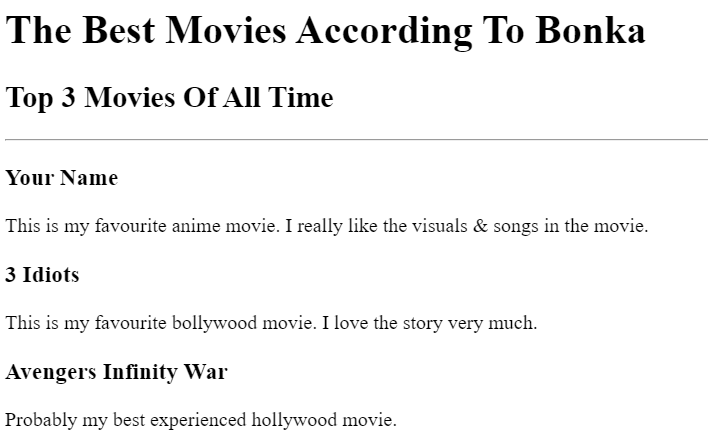 The Best Movies According To Bonka
Top 3 Movies Of All Time
Your Name
This is my favourite anime movie. I really like the visuals & songs in the movie.
3 Idiots
This is my favourite bollywood movie. I love the story very much.
Avengers Infinity War
Probably my best experienced hollywood movie.